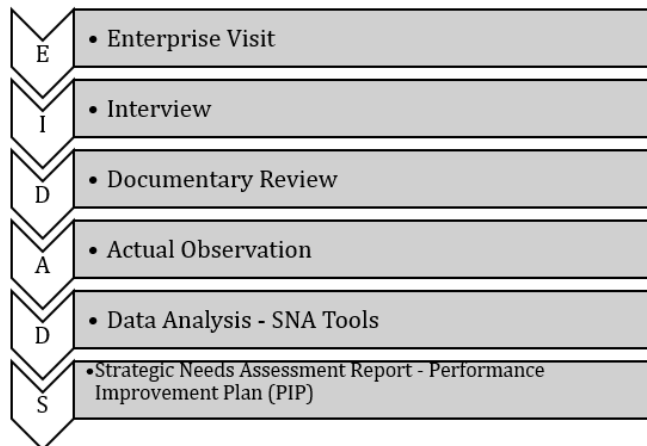 E
• Enterprise Visit
I
• Interview
D
• Documentary Review
A
• Actual Observation
D
• Data Analysis - SNA Tools
S
•Strategic Needs Assessment Report - Performance
Improvement Plan (PIP)